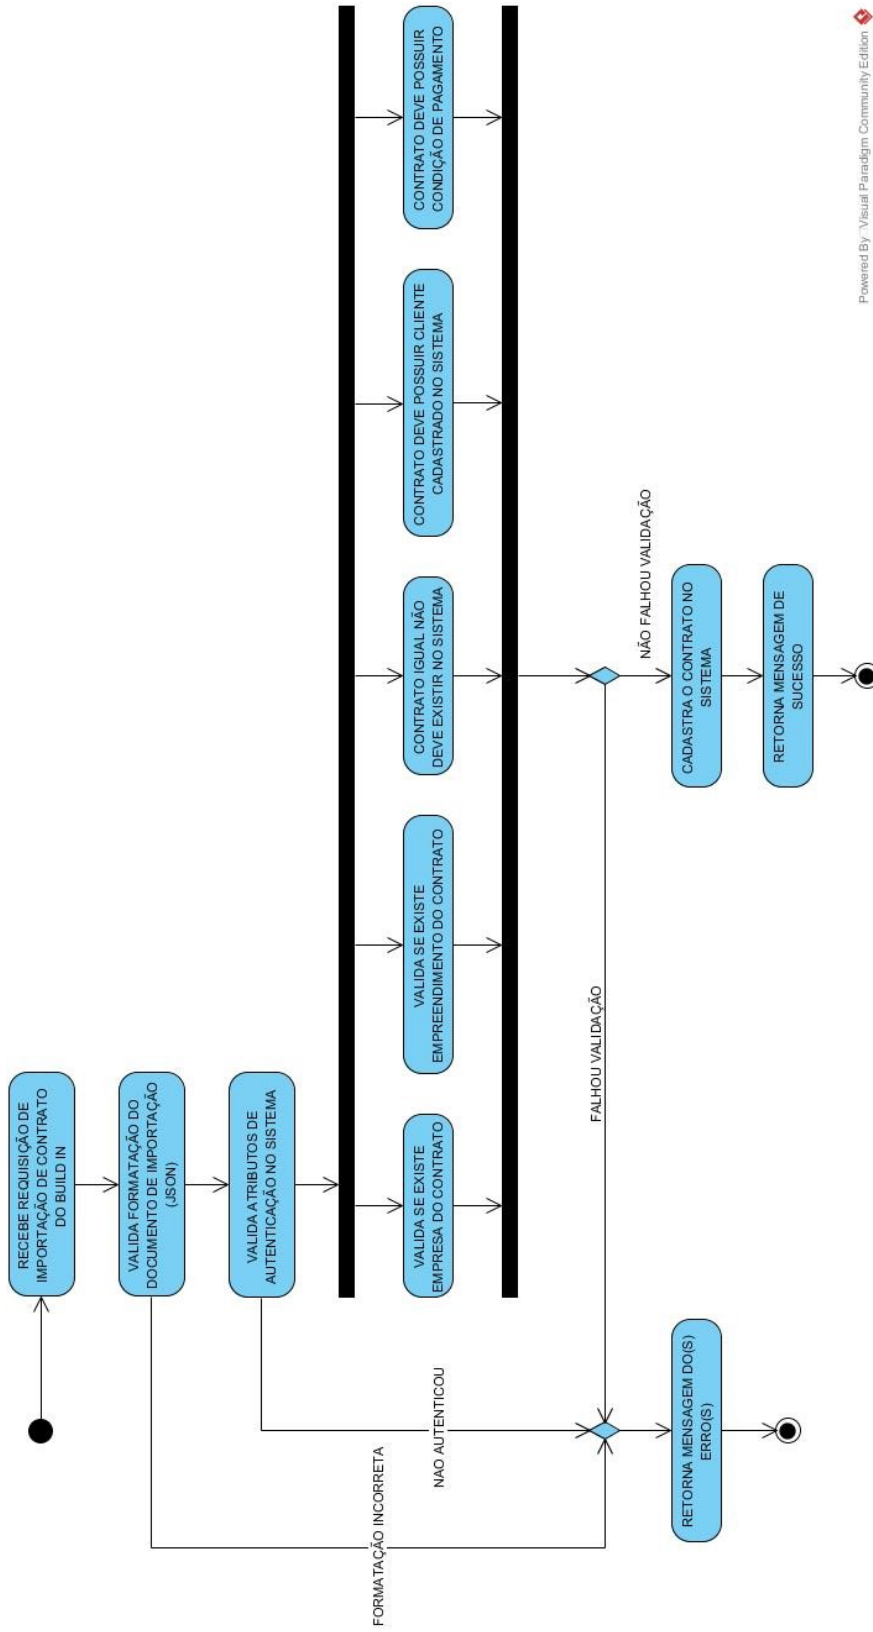 RECEBE REQUISIÇÃO DE
IMPORTAÇÃO DE CONTRATO
DO BUILD IN
VALIDA FORMATAÇÃO DO
DOCUMENTO DE IMPORTAÇÃO
(JSON)
VALIDA ATRIBUTOS DE
AUTENTICAÇÃO NO SISTEMA
VALIDA SE EXISTE
EMPRESA DO CONTRATO
VALIDA SE EXISTE
EMPREENDIMENTO DO CONTRATO
CONTRATO IGUAL NÃO
DEVE EXISTIR NO SISTEMA
CONTRATO DEVE POSSUIR CLIENTE
CADASTRADO NO SISTEMA
CONTRATO DEVE POSSUIR
CONDIÇÃO DE PAGAMENTO
FORMATAÇÃO INCORRETA
NAO AUTENTICOU
FALHOU VALIDAÇÃO
NÃO FALHOU VALIDAÇÃO
RETORNA MENSAGEM DO(S)
ERRO(S)
CADASTRA O CONTRATO NO
SISTEMA
RETORNA MENSAGEM DE
SUCESSO
Powered By Visual Paradigm Community Edition